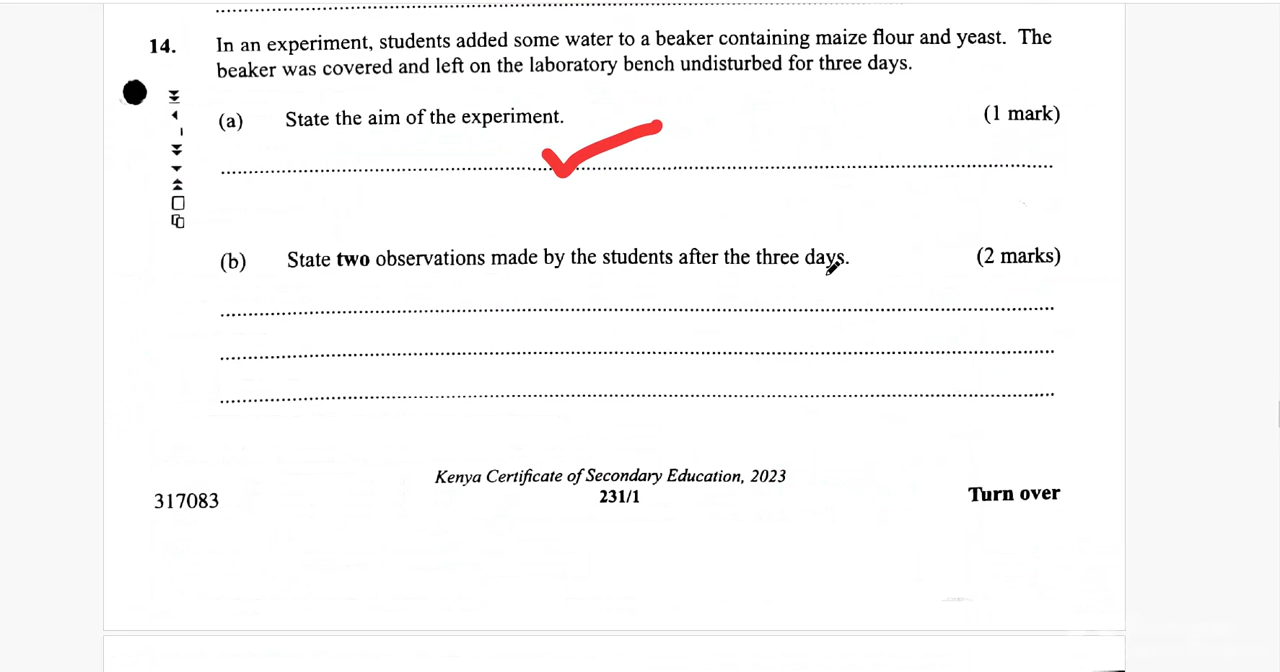 14. In an experiment, students added some water to a beaker containing maize flour and yeast. The
beaker was covered and left on the laboratory bench undisturbed for three days.
(a) State the aim of the experiment. (1 mark)
(b) State two observations made by the students after the three days. (2 marks)
Kenya Certificate of Secondary Education, 2023
317083 231/1 Turn over